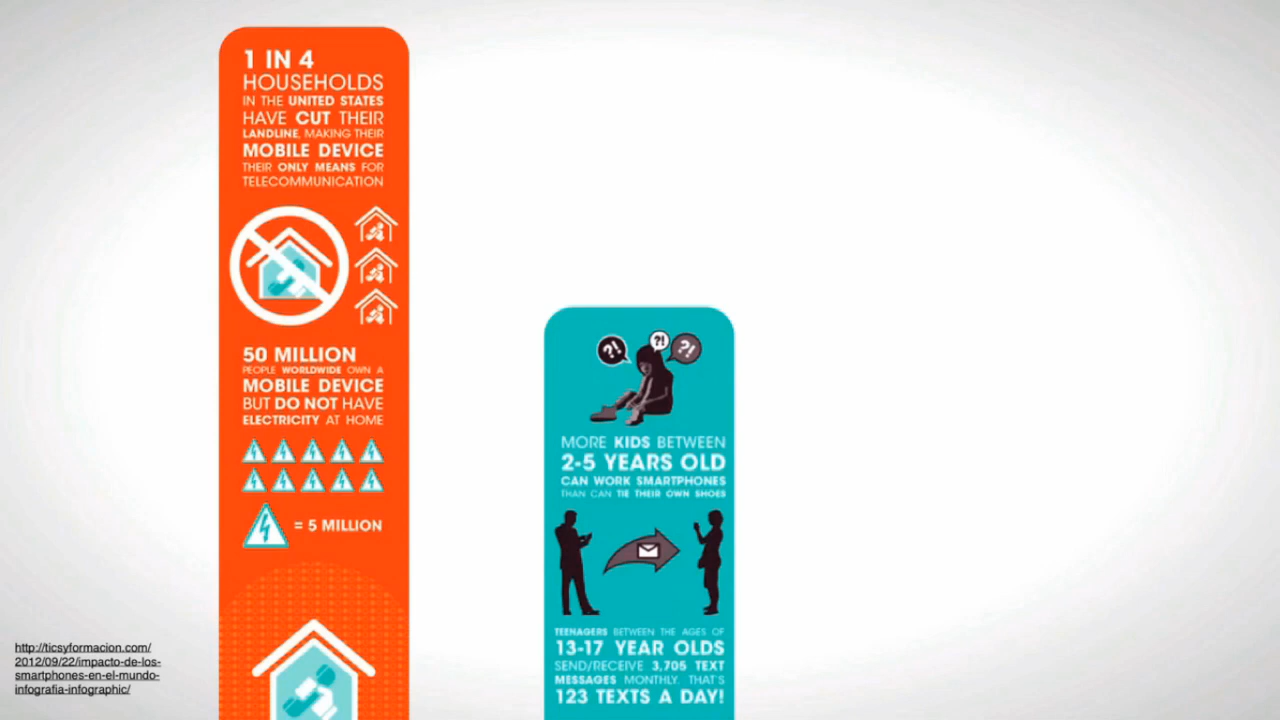 1 IN 4
HOUSEHOLDS
IN THE UNITED STATES
HAVE CUT THEIR
LANDLINE, MAKING THEIR
MOBILE DEVICE
THEIR ONLY MEANS FOR
TELECOMMUNICATION
50 MILLION
PEOPLE WORLDWIDE OWN A
MOBILE DEVICE
BUT DO NOT HAVE
ELECTRICITY AT HOME
= 5 MILLION
?! ?! ?!
MORE KIDS BETWEEN
2-5 YEARS OLD
CAN WORK SMARTPHONES
THAN CAN TIE THEIR OWN SHOES
TEENAGERS BETWEEN THE AGES OF
13-17 YEAR OLDS
SEND/RECEIVE 3,705 TEXT
MESSAGES MONTHLY. THAT'S
123 TEXTS A DAY!
http://ticsyformacion.com/
2012/09/22/impacto-de-los-
smartphones-en-el-mundo-
infografia-infographic/